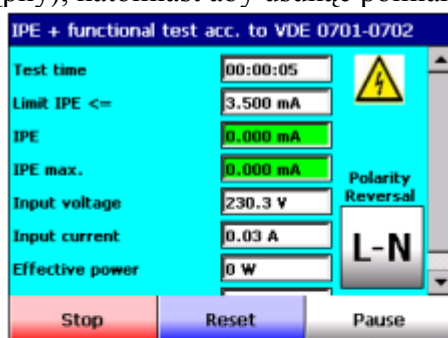 IPE + functional test acc. to VDE 0701-0702
Test time 00:00:05
Limit IPE <= 3.500 mA
IPE 0.000 mA
IPE max. 0.000 mA
Polarity
Reversal
Input voltage 230.3 V
Input current 0.03 A
L-N
Effective power 0 W
Stop Reset Pause